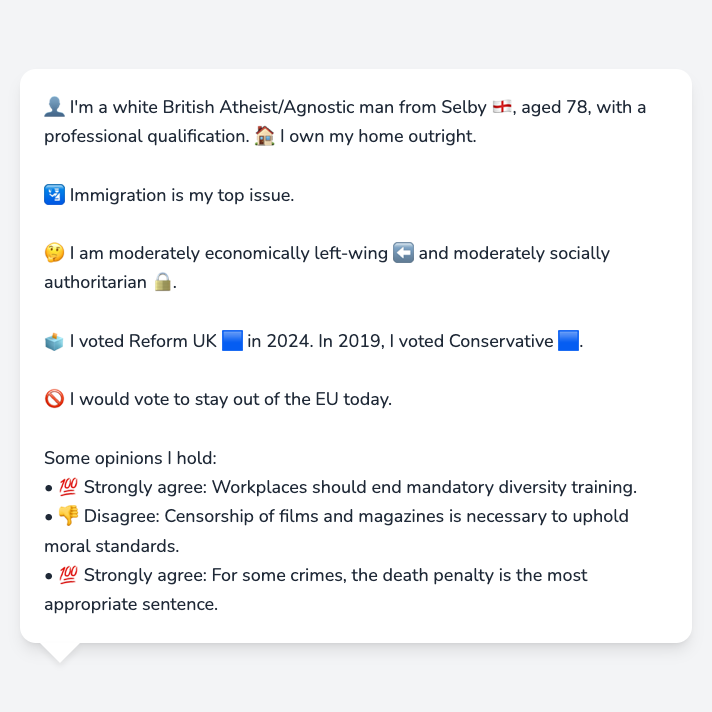 👤 I'm a white British Atheist/Agnostic man from Selby 🏴󠁧󠁢󠁥󠁮󠁧󠁿, aged 78, with a
professional qualification. 🏠 I own my home outright.
🛂 Immigration is my top issue.
🤔 I am moderately economically left-wing ⬅️ and moderately socially
authoritarian 🔒.
🗳️ I voted Reform UK 🟦 in 2024. In 2019, I voted Conservative 🟦.
🚫 I would vote to stay out of the EU today.
Some opinions I hold:
• 💯 Strongly agree: Workplaces should end mandatory diversity training.
• 👎 Disagree: Censorship of films and magazines is necessary to uphold
moral standards.
• 💯 Strongly agree: For some crimes, the death penalty is the most
appropriate sentence.